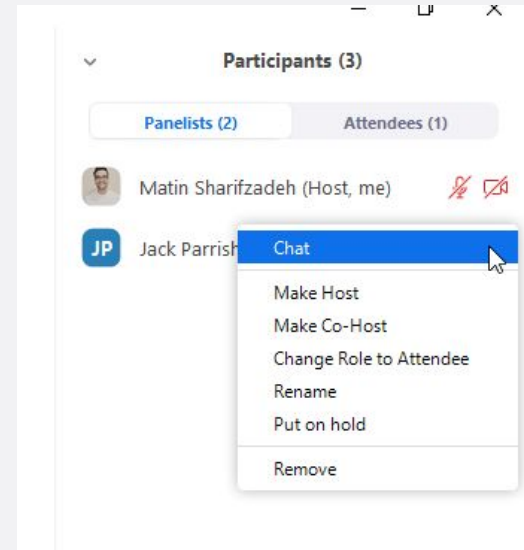 Participants (3)
Panelists (2)
Attendees (1)
Matin Sharifzadeh (Host, me)
JP
Jack Parrish
Chat
Make Host
Make Co-Host
Change Role to Attendee
Rename
Put on hold
Remove